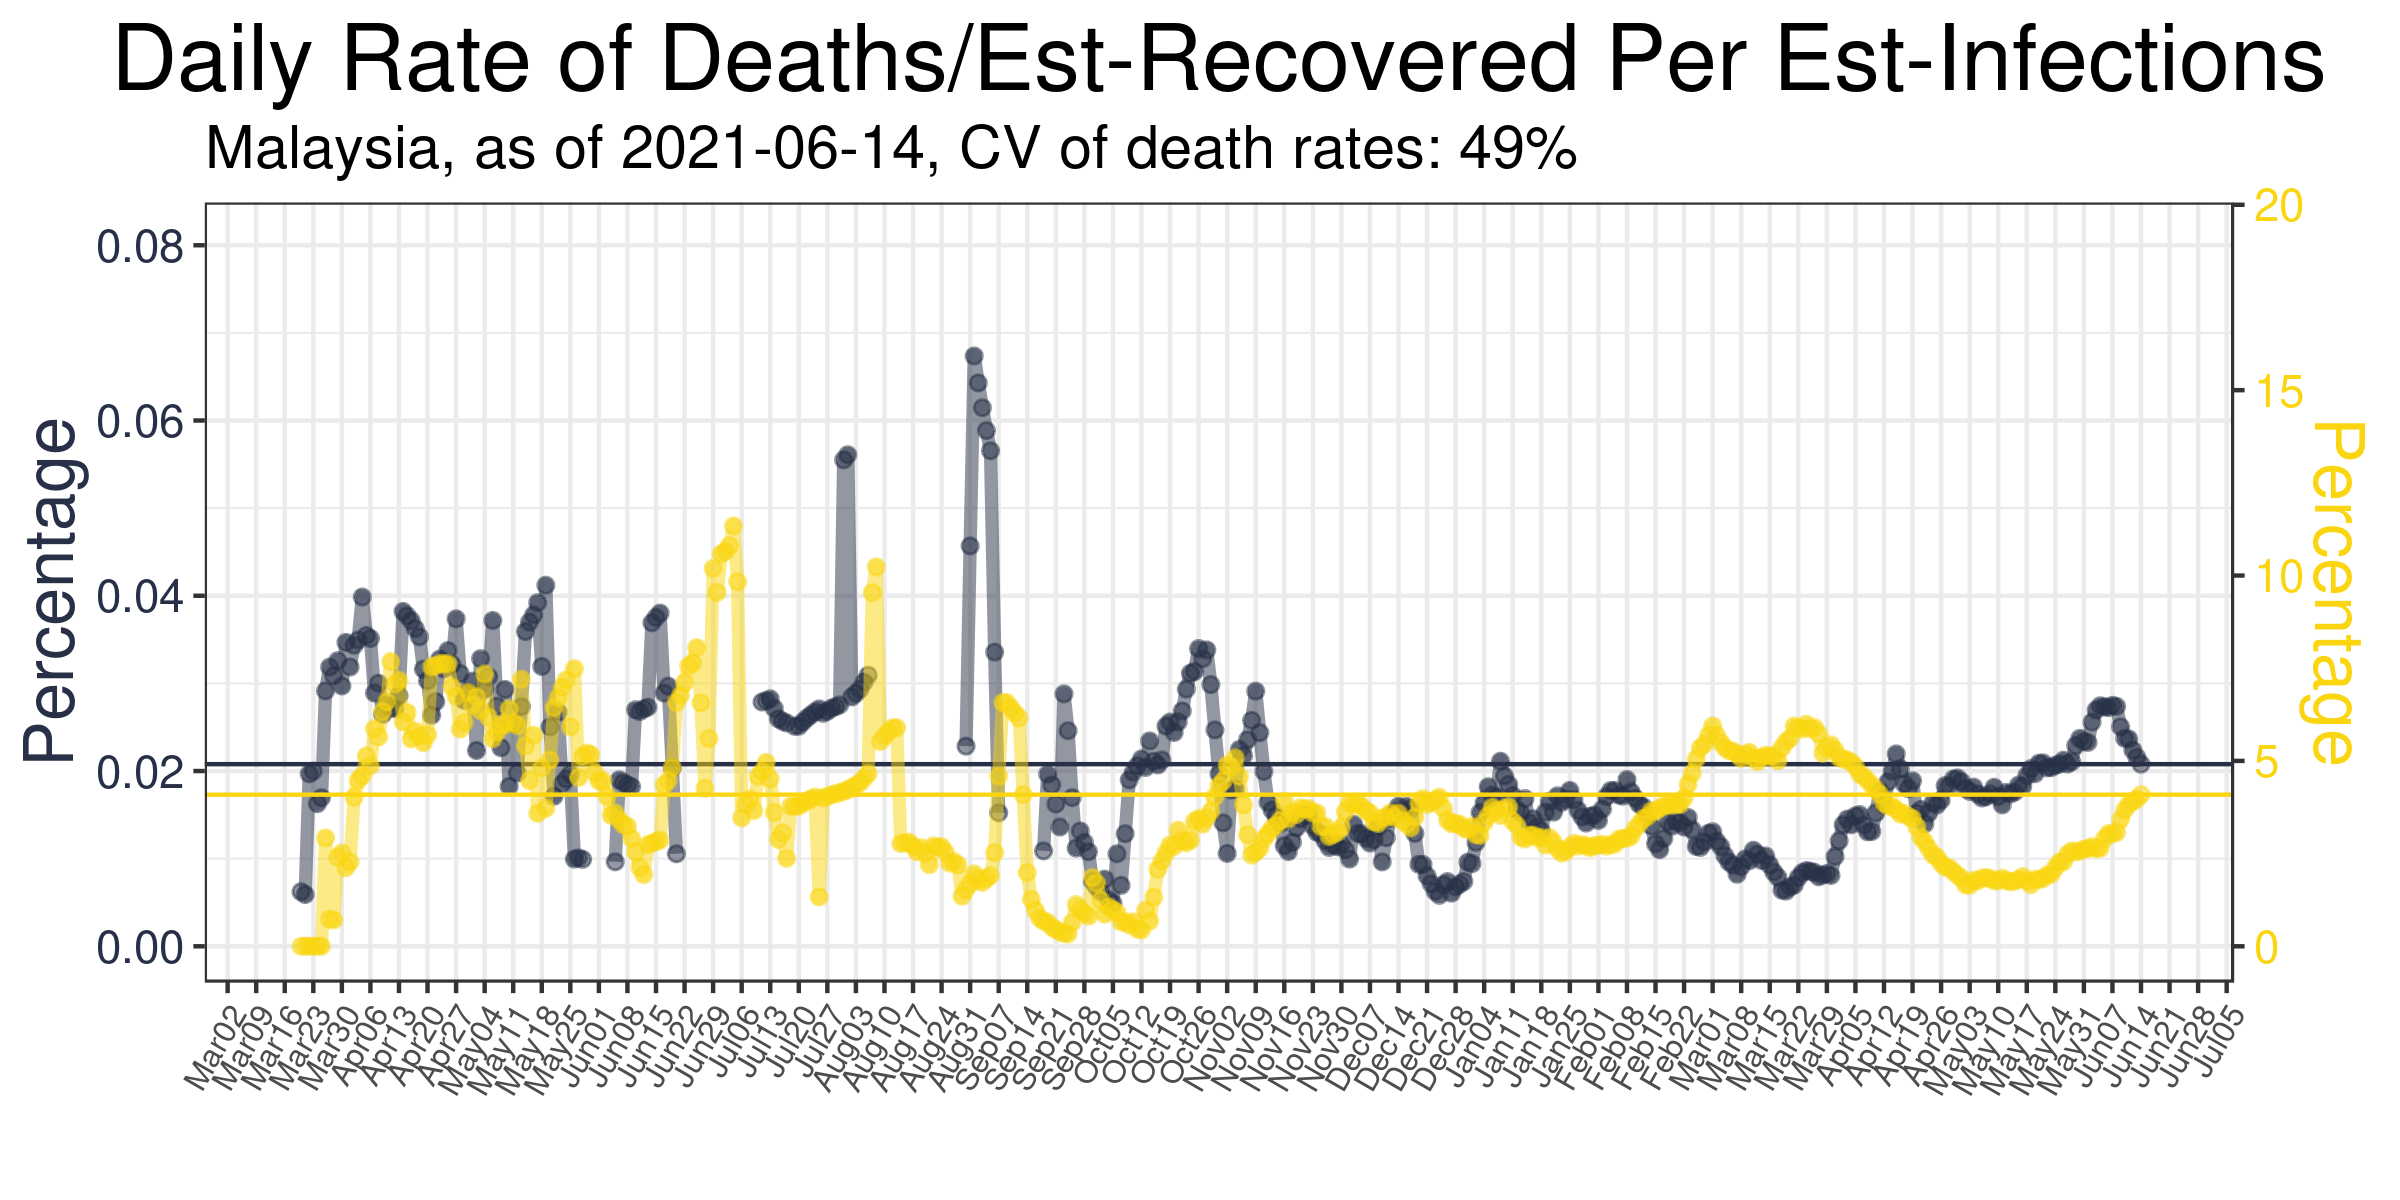 Daily Rate of Deaths/Est-Recovered Per Est-Infections
Malaysia, as of 2021-06-14, CV of death rates: 49%
Percentage
0.08
0.06
0.04
0.02
0.00
20
15
10
5
0
Percentage
Mar02
Mar09
Mar16
Mar23
Mar30
Apr06
Apr13
Apr20
Apr27
May04
May11
May18
May25
Jun01
Jun08
Jun15
Jun22
Jun29
Jul06
Jul13
Jul20
Jul27
Aug03
Aug10
Aug17
Aug24
Aug31
Sep07
Sep14
Sep21
Sep28
Oct05
Oct12
Oct19
Oct26
Nov02
Nov09
Nov16
Nov23
Nov30
Dec07
Dec14
Dec21
Dec28
Jan04
Jan11
Jan18
Jan25
Feb01
Feb08
Feb15
Feb22
Mar01
Mar08
Mar15
Mar22
Mar29
Apr05
Apr12
Apr19
Apr26
May03
May10
May17
May24
May31
Jun07
Jun14
Jun21
Jun28
Jul05